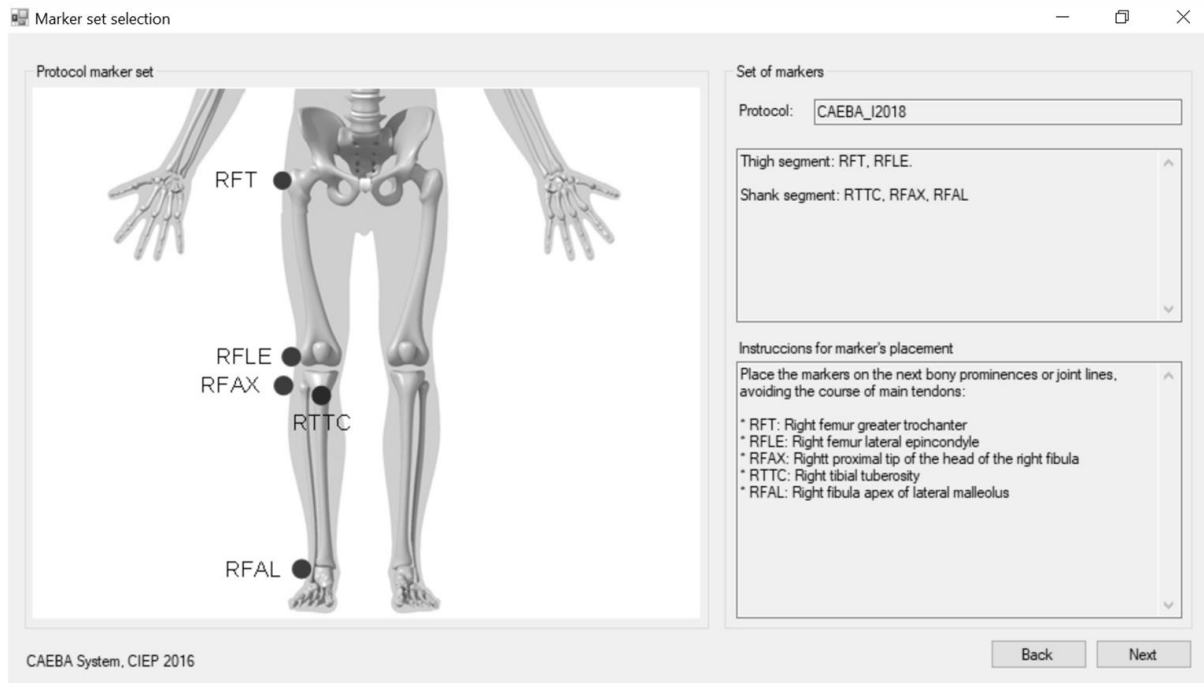 Marker set selection
Protocol marker set
RFT
RFLE
RFAX
RTTC
RFAL
Set of markers
Protocol: CAEBA_I2018
Thigh segment: RFT, RFLE.
Shank segment: RTTC, RFAX, RFAL
Instruccions for marker's placement
Place the markers on the next bony prominences or joint lines,
avoiding the course of main tendons:
* RFT: Right femur greater trochanter
* RFLE: Right femur lateral epincondyle
* RFAX: Rightt proximal tip of the head of the right fibula
* RTTC: Right tibial tuberosity
* RFAL: Right fibula apex of lateral malleolus
CAEBA System, CIEP 2016
Back
Next